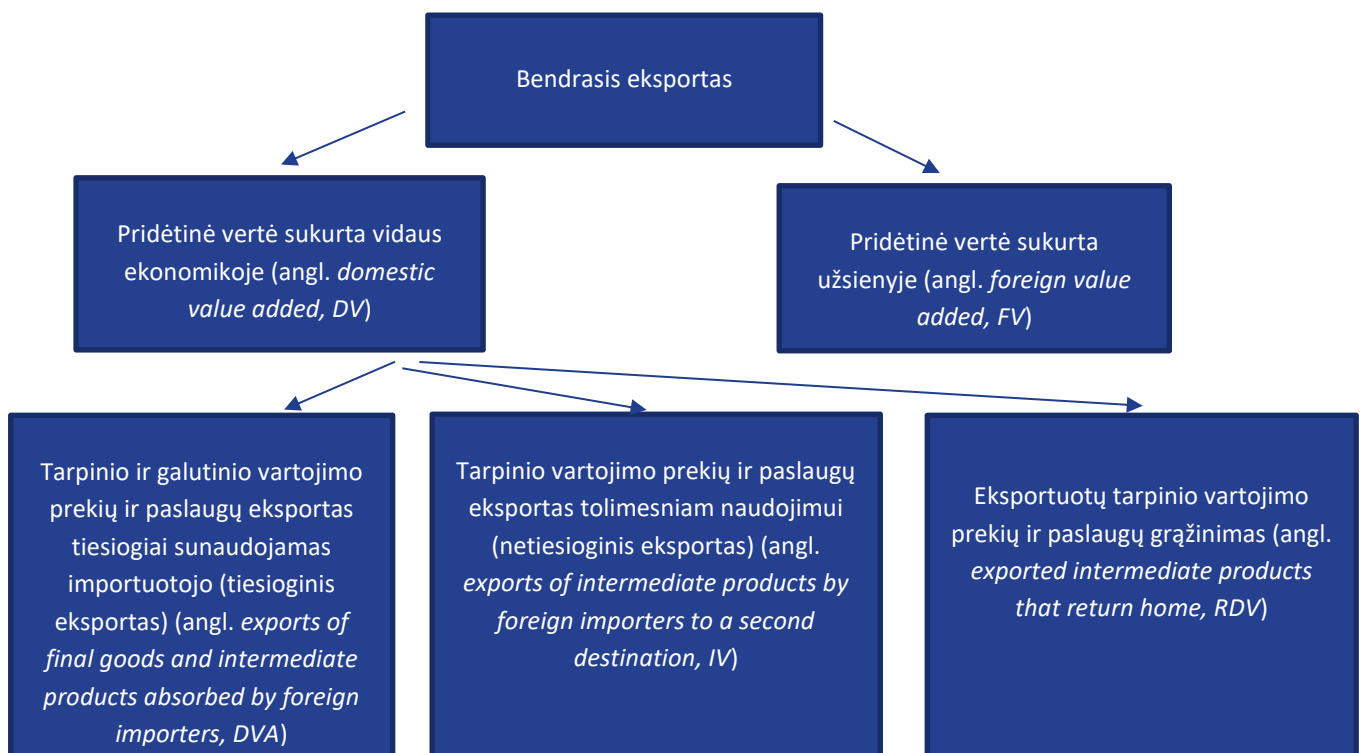 Bendrasis eksportas
Pridėtinė vertė sukurta vidaus
ekonomikoje (angl. domestic
value added, DV)
Pridėtinė vertė sukurta
užsienyje (angl. foreign value
added, FV)
Tarpinio ir galutinio vartojimo
prekių ir paslaugų eksportas
tiesiogiai sunaudojamas
importuotojo (tiesioginis
eksportas) (angl. exports of
final goods and intermediate
products absorbed by foreign
importers, DVA)
Tarpinio vartojimo prekių ir paslaugų
eksportas tolimesniam naudojimui
(netiesioginis eksportas) (angl.
exports of intermediate products by
foreign importers to a second
destination, IV)
Eksportuotų tarpinio vartojimo
prekių ir paslaugų grąžinimas (angl.
exported intermediate products
that return home, RDV)